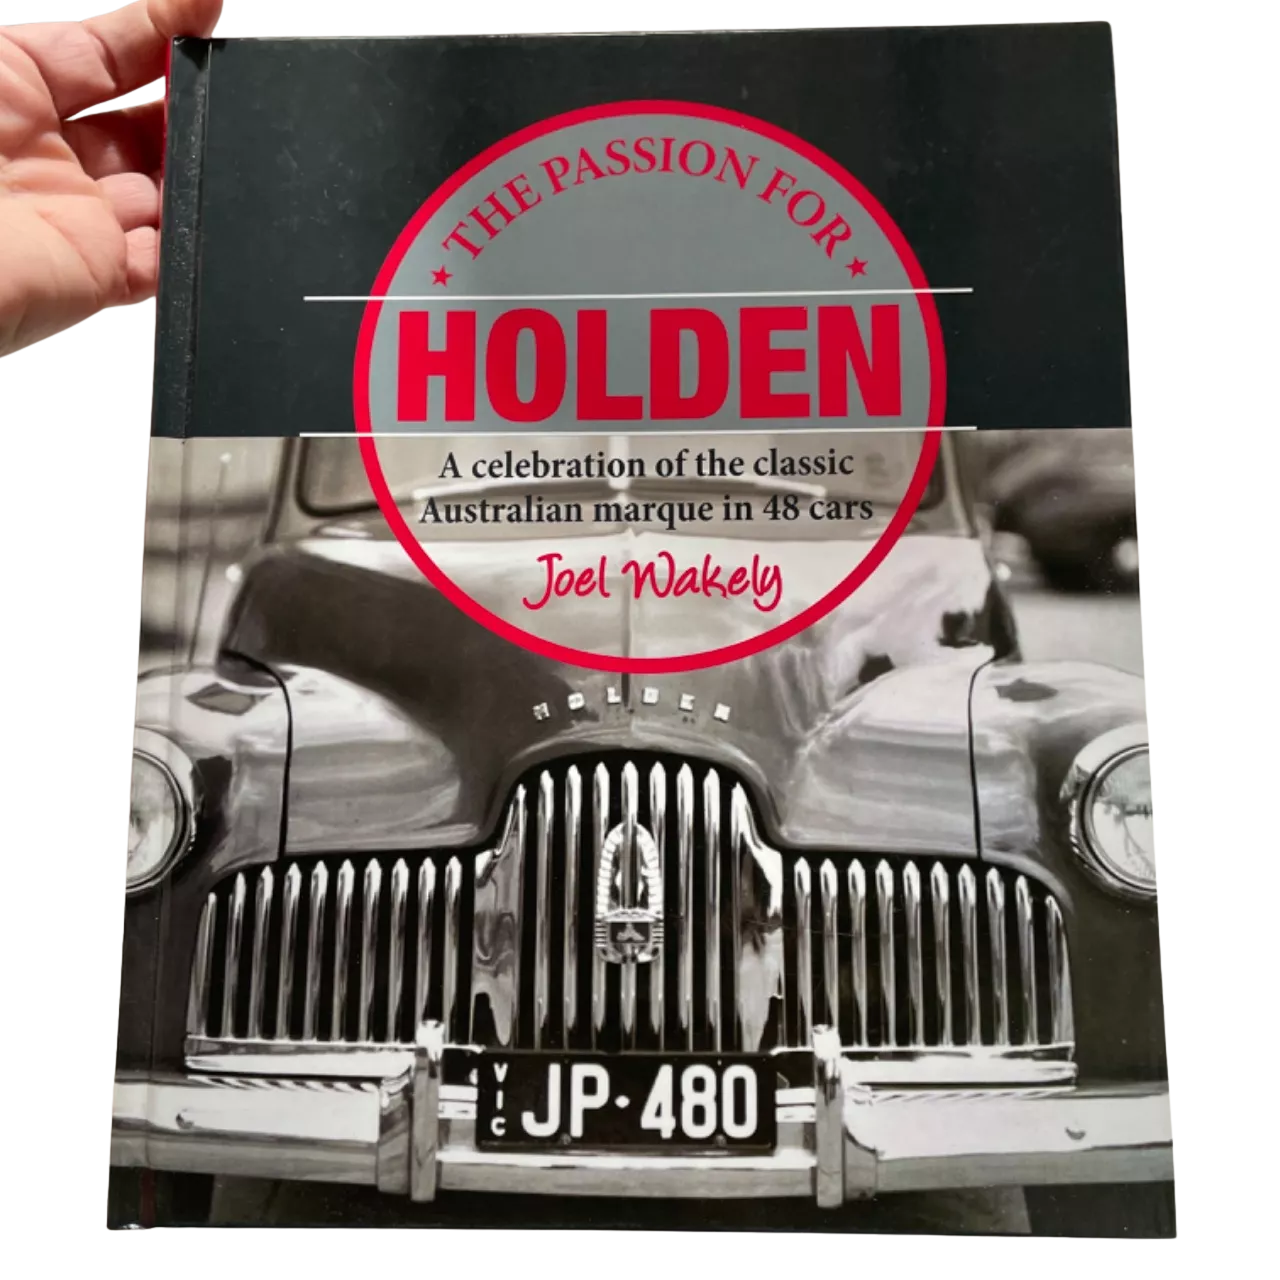 ★ THE PASSION FOR ★
HOLDEN
A celebration of the classic
Australian marque in 48 cars
Joel Wakely
HOLDEN
VIC JP·480